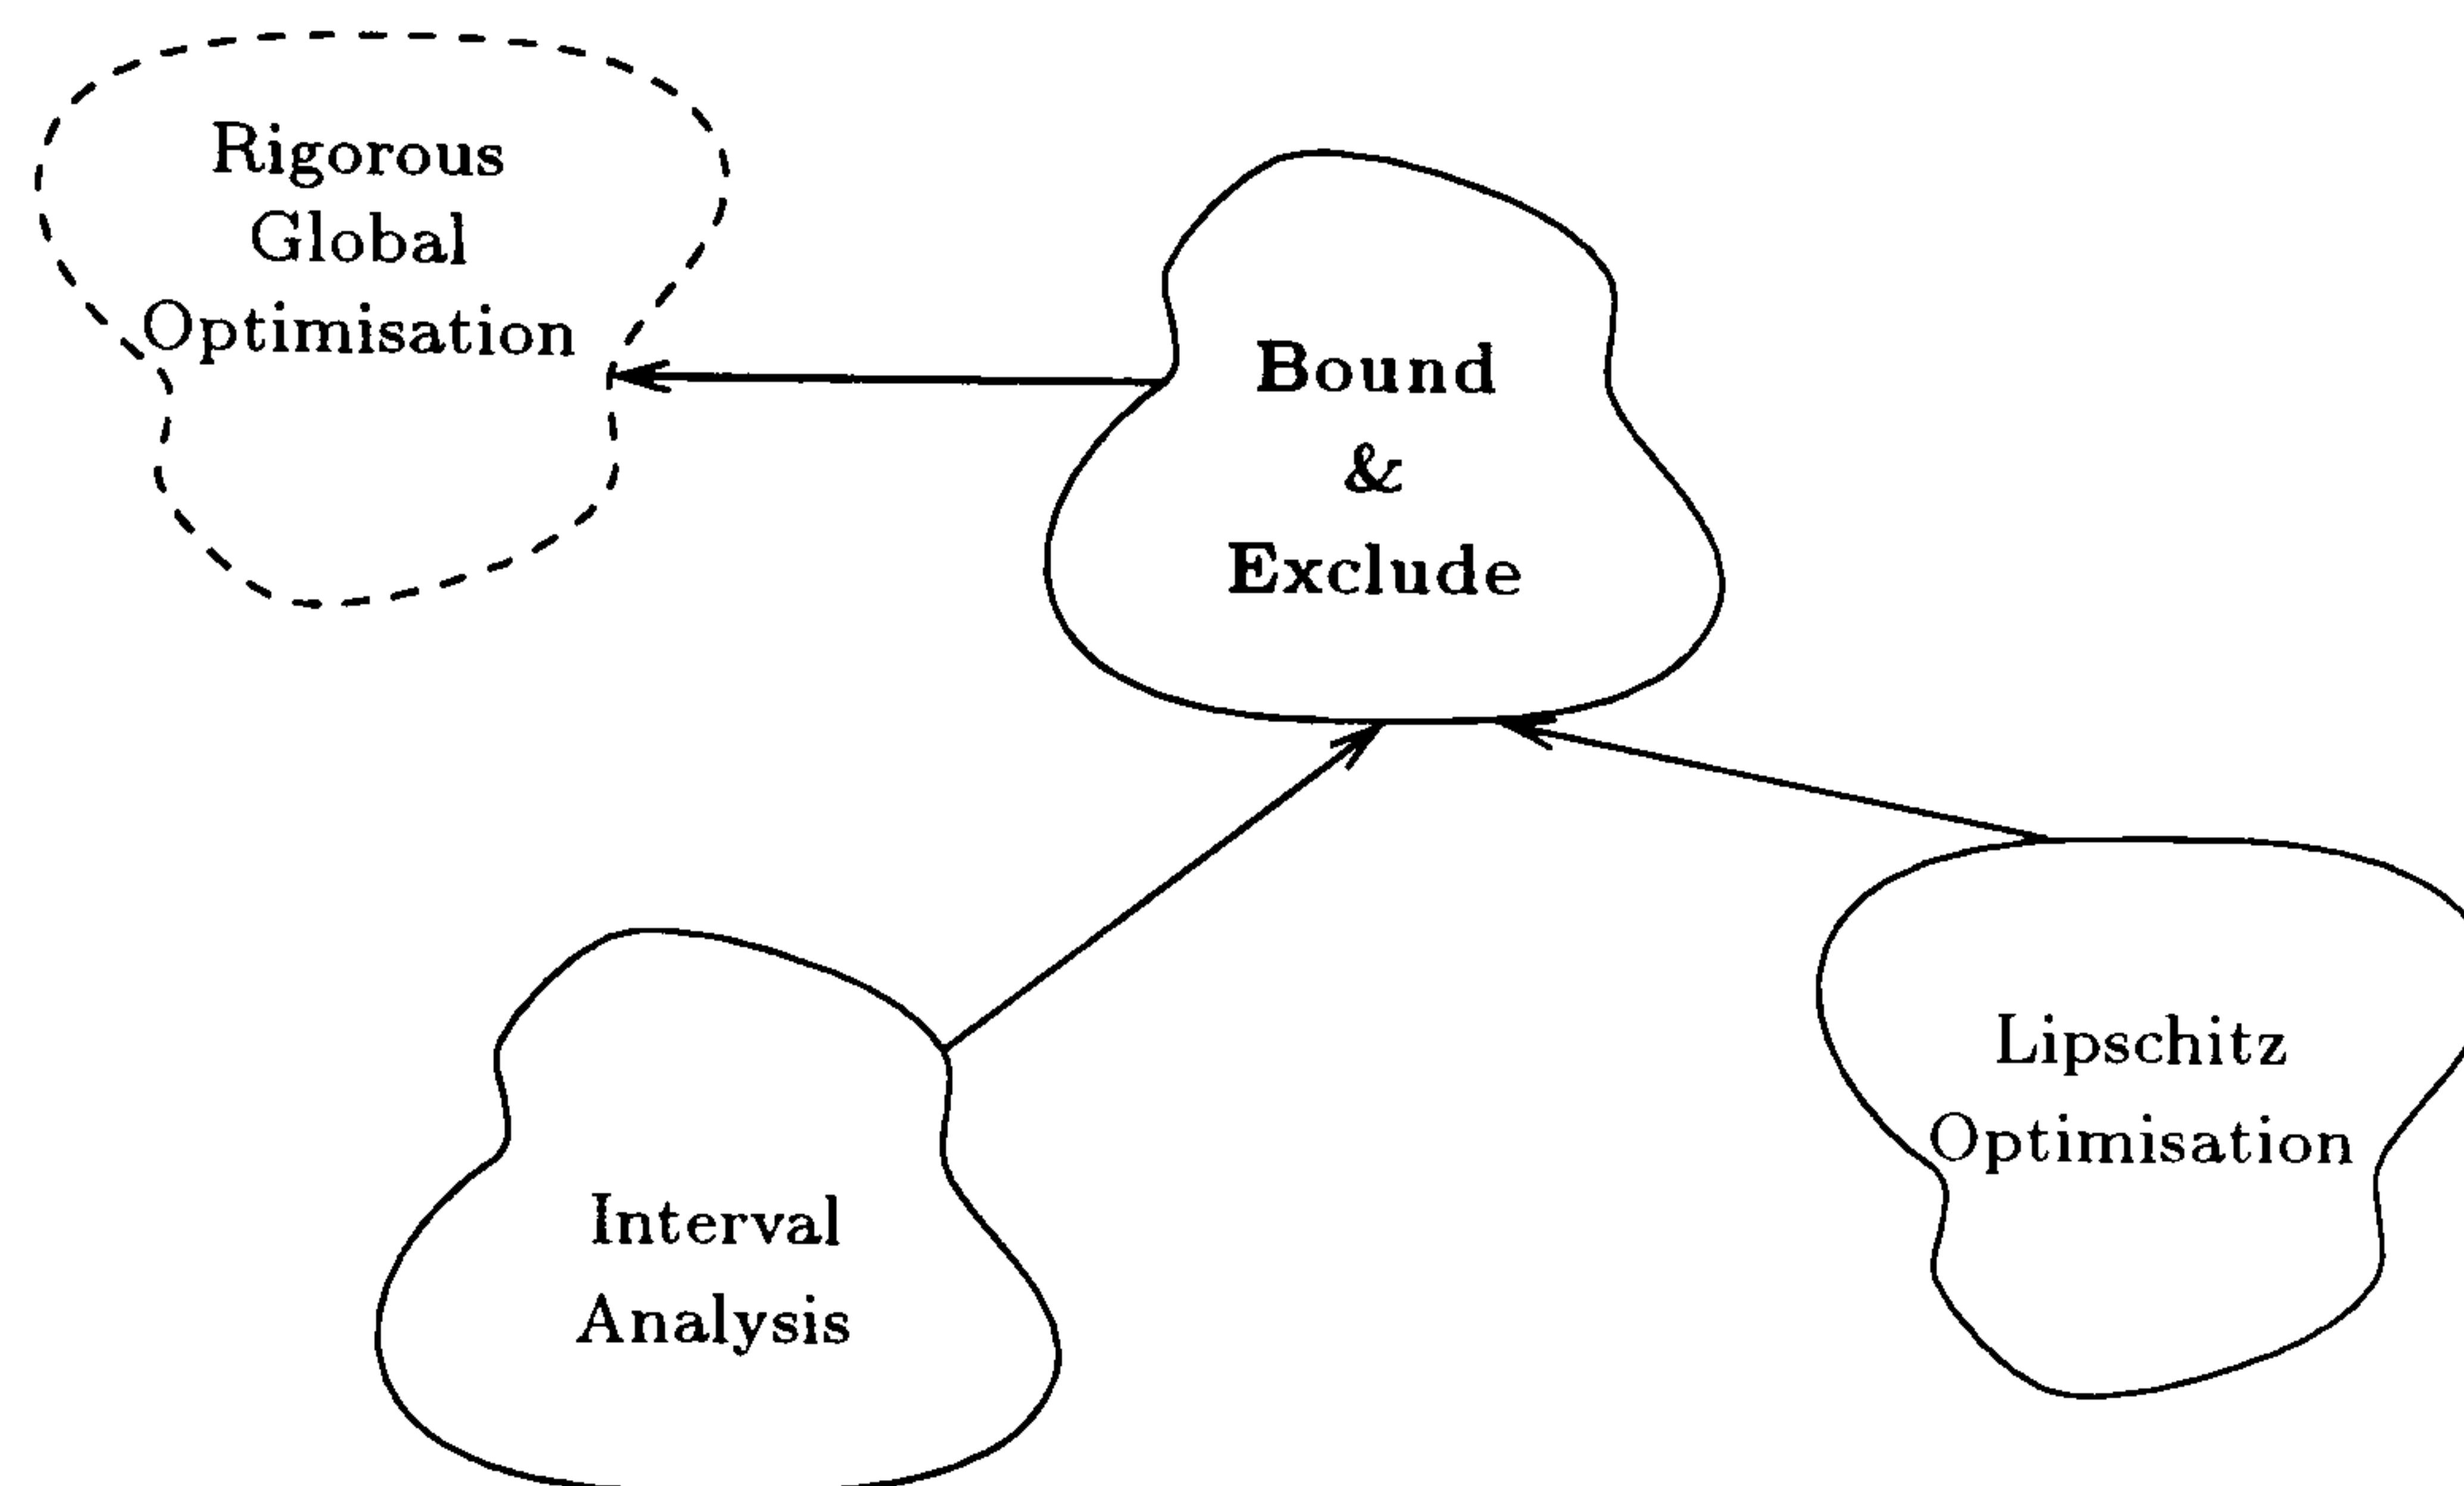 Rigorous
Global
Optimisation
Bound
&
Exclude
Interval
Analysis
Lipschitz
Optimisation